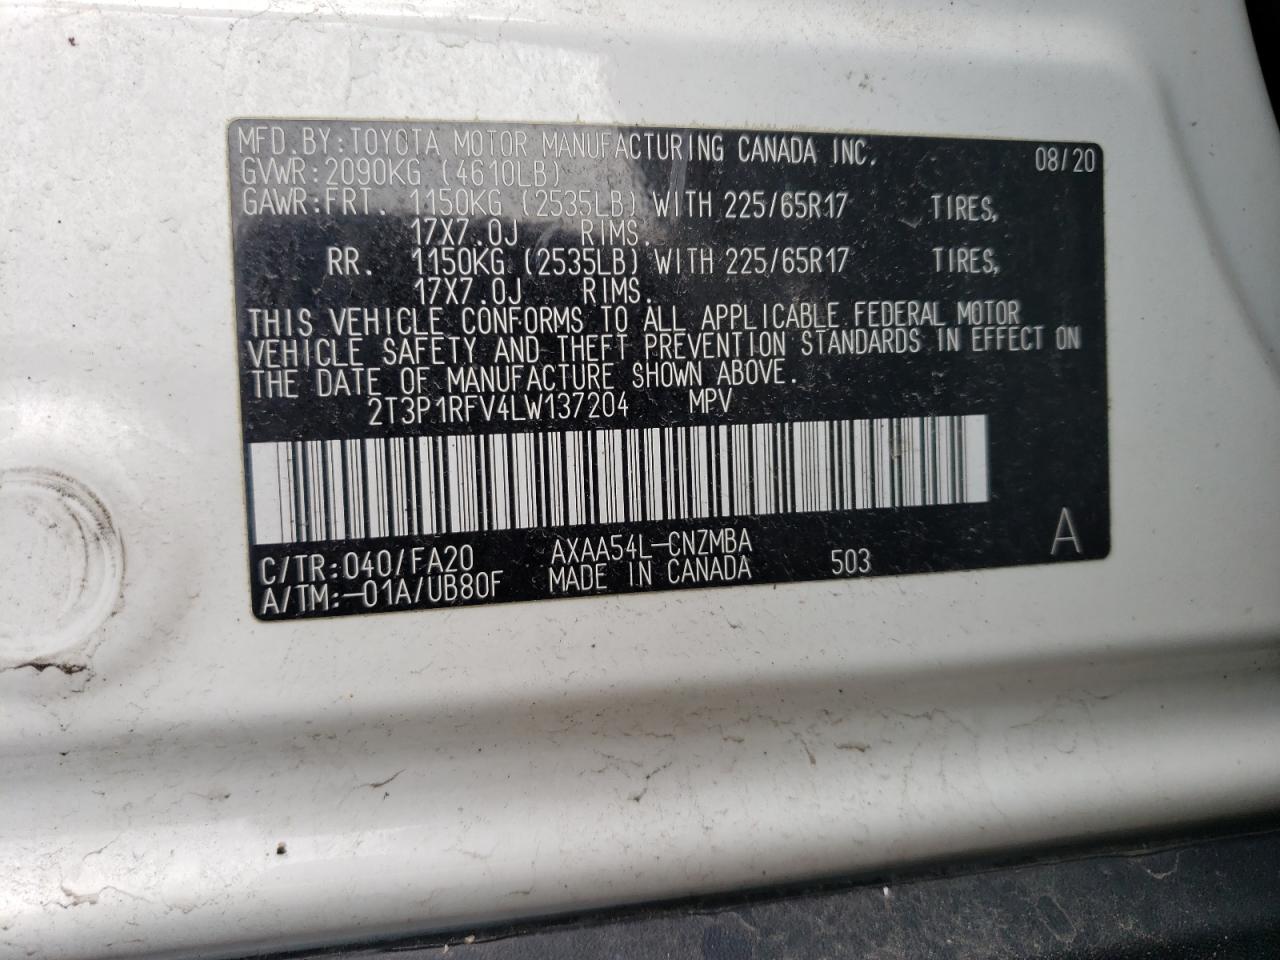 MFD.BY:TOYOTA MOTOR MANUFACTURING CANADA INC. 08/20
GVWR:2090KG (4610LB)
GAWR:FRT. 1150KG (2535LB) WITH 225/65R17 TIRES,
17X7.0J RIMS.
RR. 1150KG (2535LB) WITH 225/65R17 TIRES,
17X7.0J RIMS.
THIS VEHICLE CONFORMS TO ALL APPLICABLE FEDERAL MOTOR
VEHICLE SAFETY AND THEFT PREVENTION STANDARDS IN EFFECT ON
THE DATE OF MANUFACTURE SHOWN ABOVE.
2T3P1RFV4LW137204 MPV
C/TR:040/FA20 AXAA54L-CNZMBA 503 A
A/TM:-01A/UB80F MADE IN CANADA